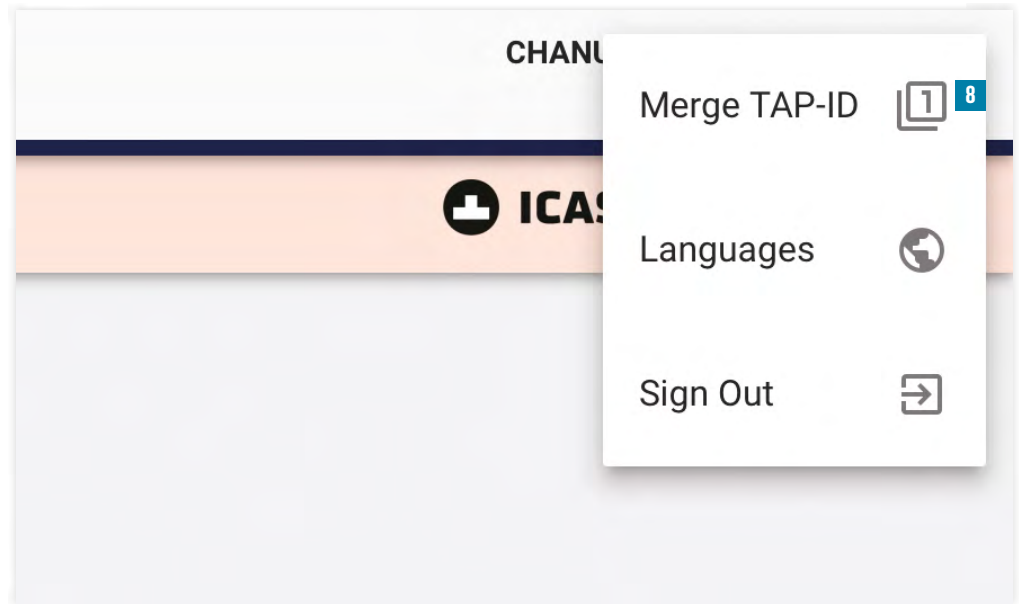 CHANU
Merge TAP-ID 1 8
ICAS
Languages
Sign Out